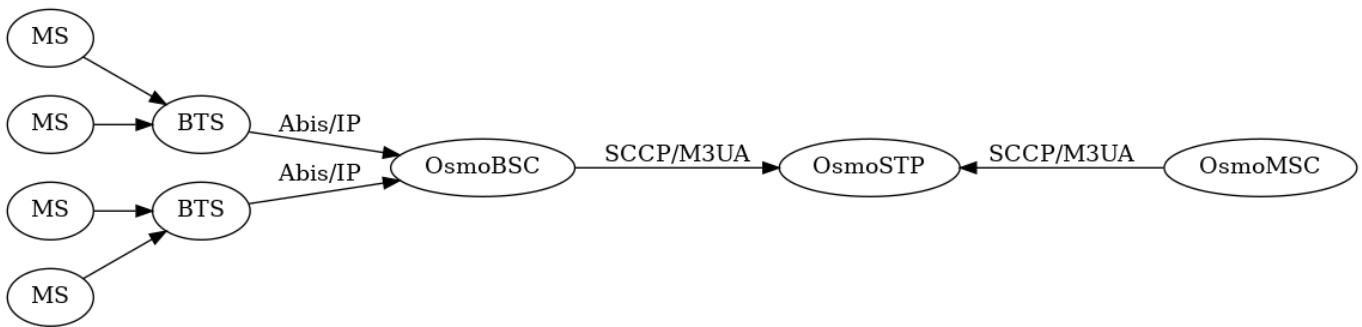 MS
MS
MS
MS
BTS
BTS
Abis/IP
Abis/IP
OsmoBSC
SCCP/M3UA
OsmoSTP
SCCP/M3UA
OsmoMSC